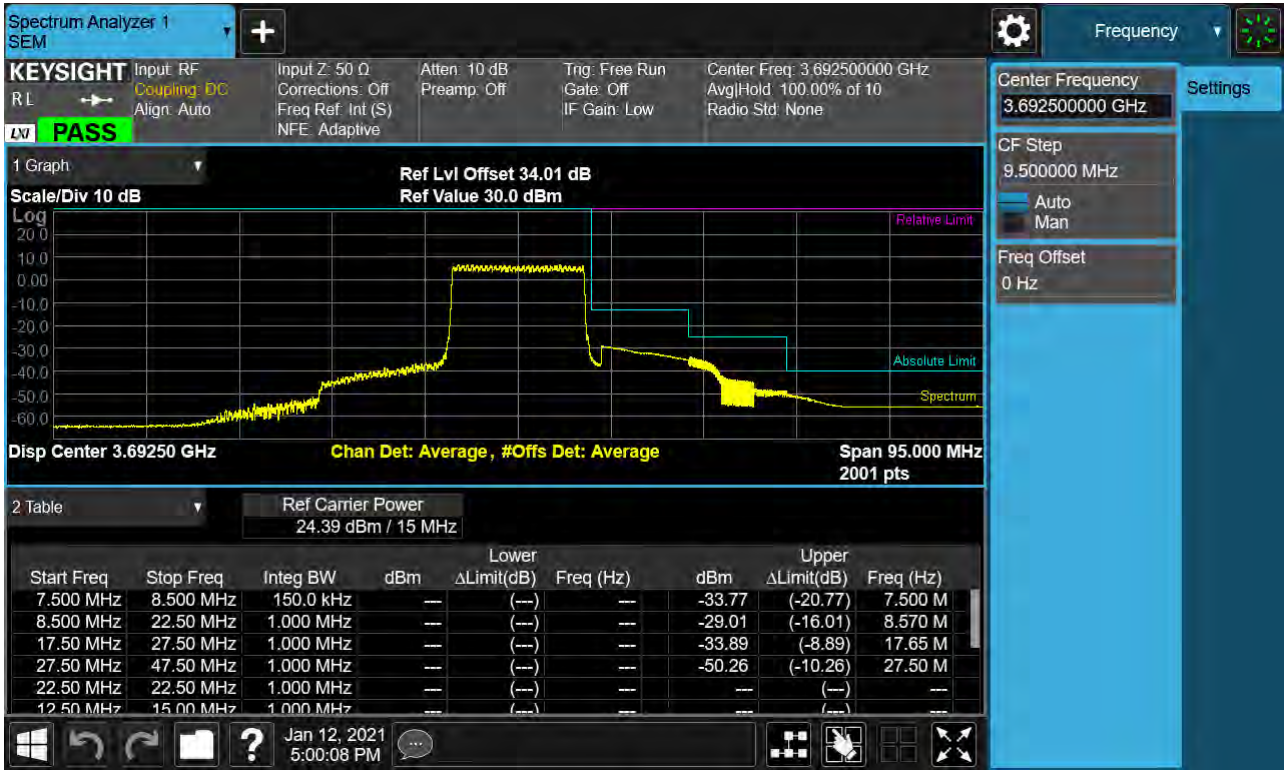 Spectrum Analyzer 1
SEM
Frequency
KEYSIGHT
RL
LXI PASS
Input: RF
Coupling: DC
Align: Auto
Input Z: 50 Ω
Corrections: Off
Freq Ref: Int (S)
NFE: Adaptive
Atten: 10 dB
Preamp: Off
Trig: Free Run
Gate: Off
IF Gain: Low
Center Freq: 3.692500000 GHz
Avg|Hold: 100.00% of 10
Radio Std: None
Center Frequency
3.692500000 GHz
Settings
CF Step
9.500000 MHz
Auto
Man
Freq Offset
0 Hz
1 Graph
Scale/Div 10 dB
Ref Lvl Offset 34.01 dB
Ref Value 30.0 dBm
Log
20.0
10.0
0.00
-10.0
-20.0
-30.0
-40.0
-50.0
-60.0
Relative Limit
Absolute Limit
Spectrum
Disp Center 3.69250 GHz
Chan Det: Average, #Offs Det: Average
Span 95.000 MHz
2001 pts
2 Table
Ref Carrier Power
24.39 dBm / 15 MHz
Lower Upper
Start Freq Stop Freq Integ BW dBm ΔLimit(dB) Freq (Hz) dBm ΔLimit(dB) Freq (Hz)
7.500 MHz 8.500 MHz 150.0 kHz --- (---) --- -33.77 (-20.77) 7.500 M
8.500 MHz 22.50 MHz 1.000 MHz --- (---) --- -29.01 (-16.01) 8.570 M
17.50 MHz 27.50 MHz 1.000 MHz --- (---) --- -33.89 (-8.89) 17.65 M
27.50 MHz 47.50 MHz 1.000 MHz --- (---) --- -50.26 (-10.26) 27.50 M
22.50 MHz 22.50 MHz 1.000 MHz --- (---) --- --- (---) ---
12.50 MHz 15.00 MHz 1.000 MHz --- (---) --- --- (---) ---
?
Jan 12, 2021
5:00:08 PM